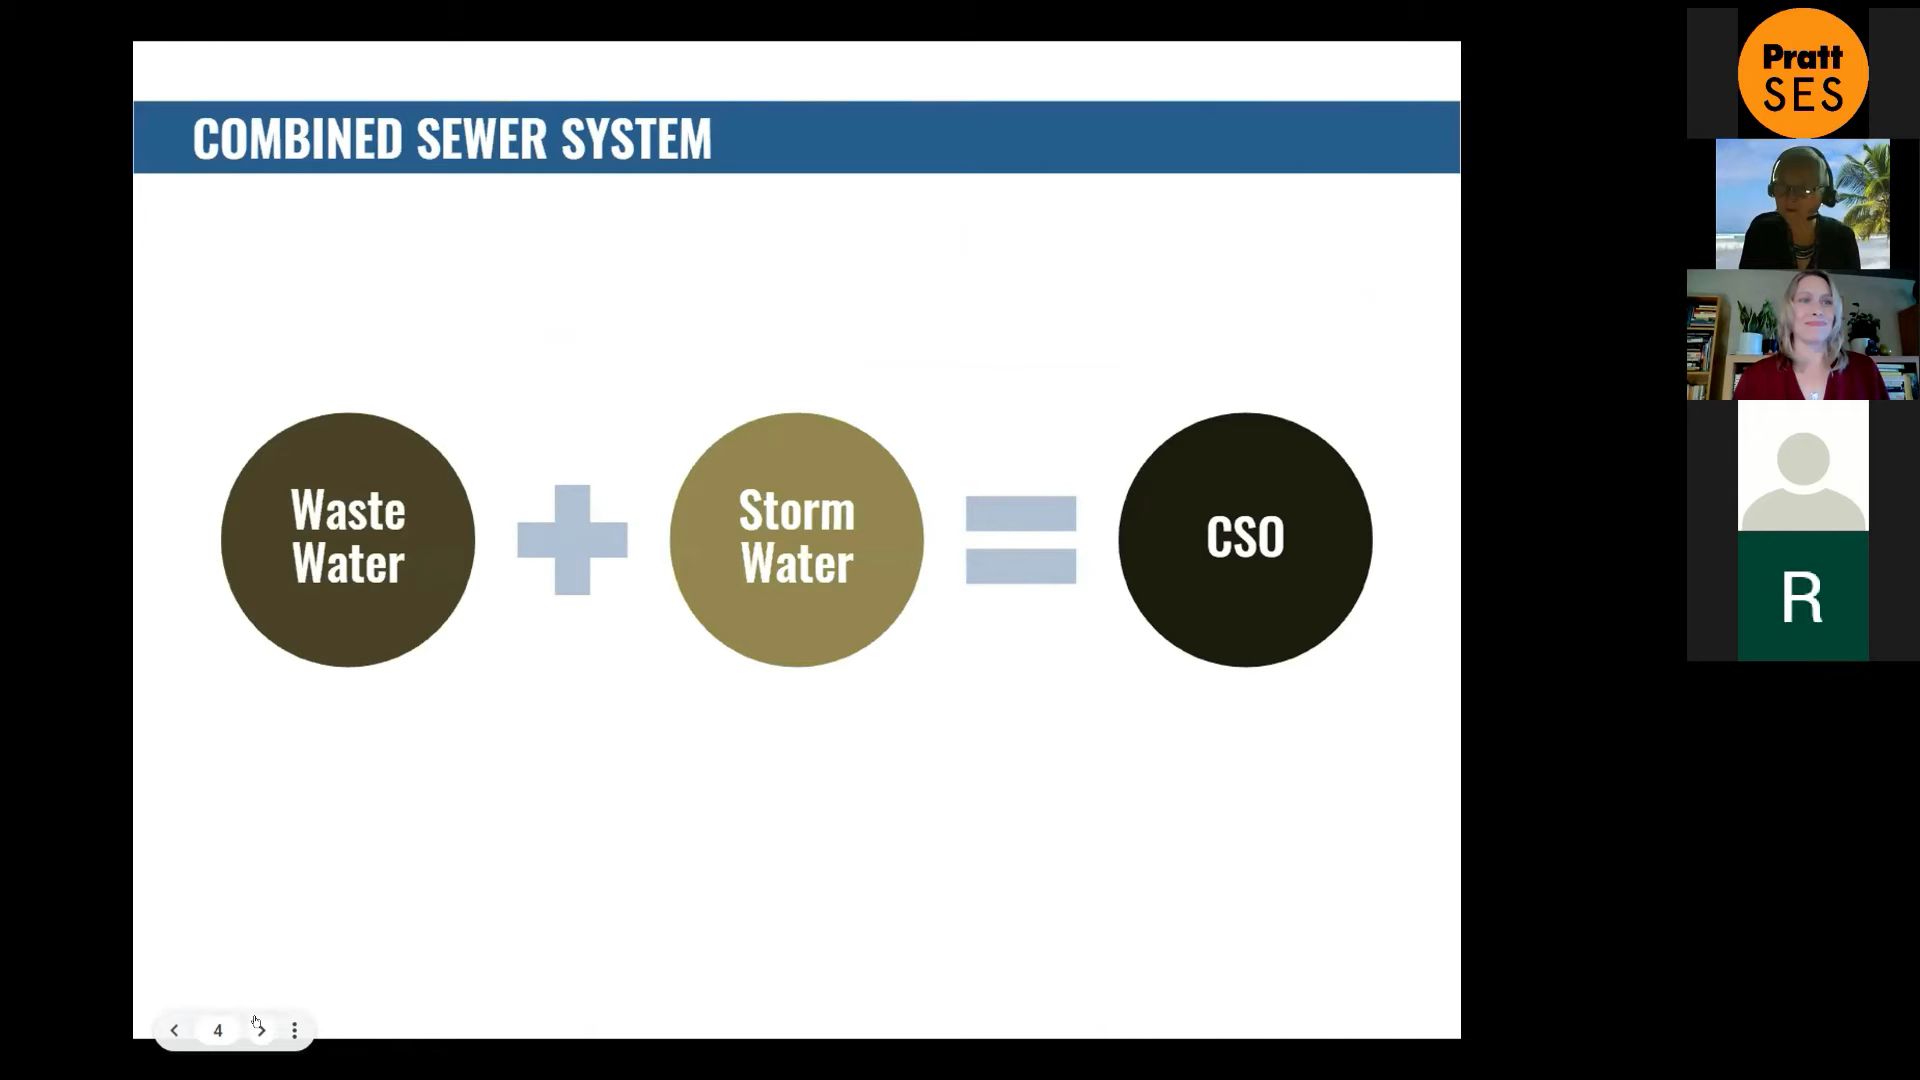 COMBINED SEWER SYSTEM
Waste
Water
Storm
Water
CSO
4
Pratt
SES
R